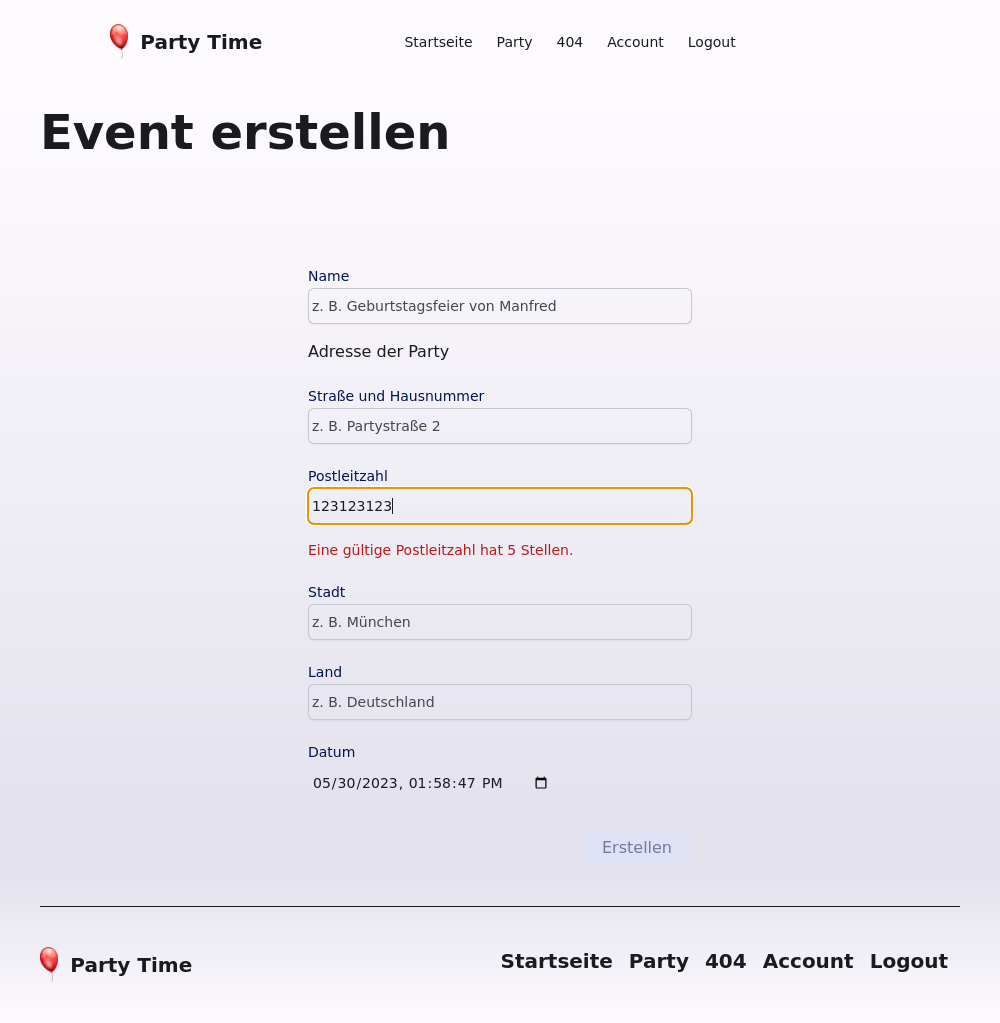 Party Time
Startseite Party 404 Account Logout
Event erstellen
Name
z. B. Geburtstagsfeier von Manfred
Adresse der Party
Straße und Hausnummer
z. B. Partystraße 2
Postleitzahl
123123123
Eine gültige Postleitzahl hat 5 Stellen.
Stadt
z. B. München
Land
z. B. Deutschland
Datum
05/30/2023, 01:58:47 PM
Erstellen
Party Time
Startseite Party 404 Account Logout